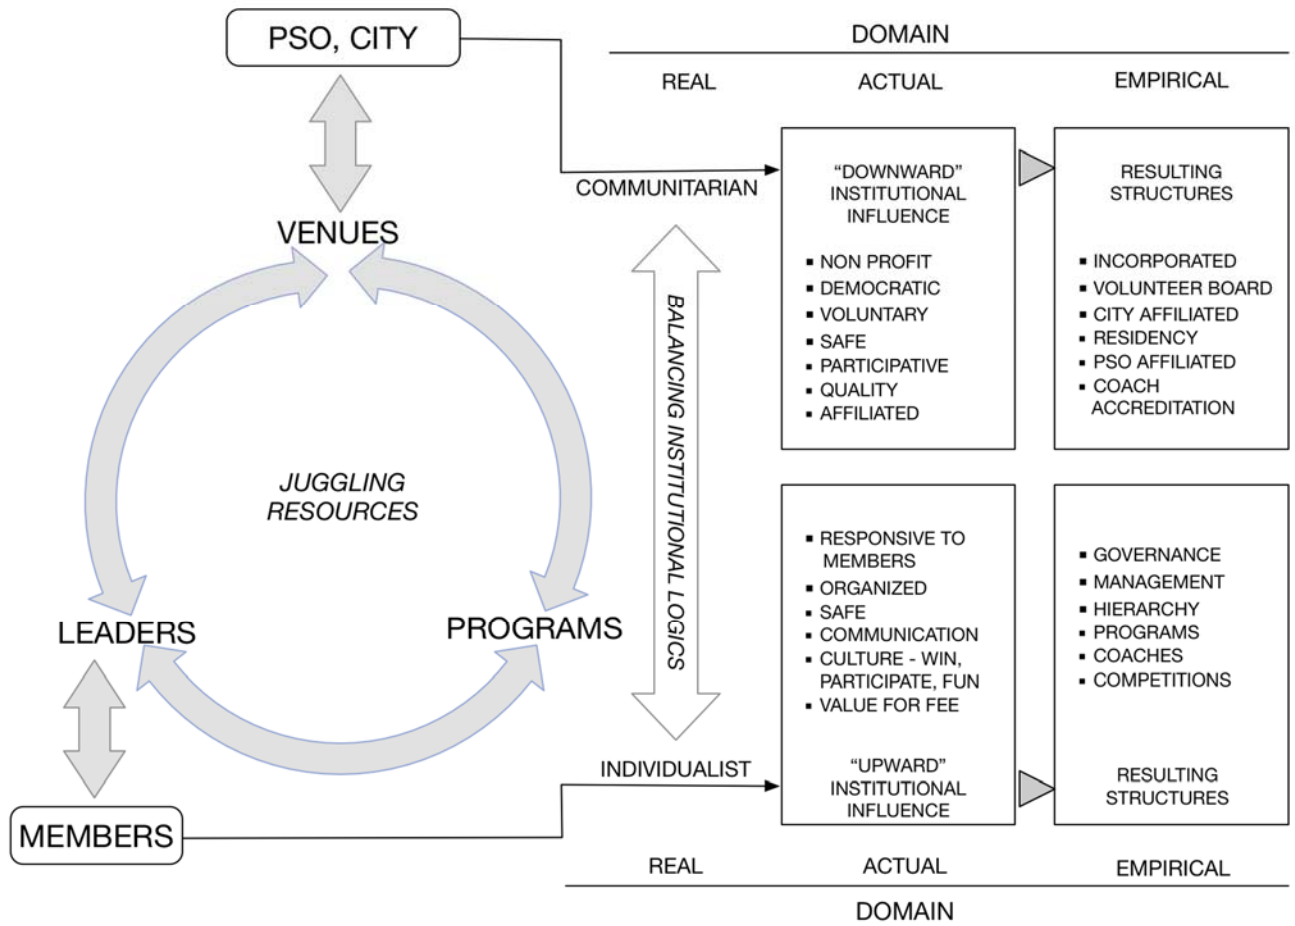 PSO, CITY
VENUES
JUGGLING
RESOURCES
LEADERS
PROGRAMS
MEMBERS
DOMAIN
REAL
ACTUAL
EMPIRICAL
COMMUNITARIAN
BALANCING INSTITUTIONAL LOGICS
INDIVIDUALIST
“DOWNWARD”
INSTITUTIONAL
INFLUENCE
▪ NON PROFIT
▪ DEMOCRATIC
▪ VOLUNTARY
▪ SAFE
▪ PARTICIPATIVE
▪ QUALITY
▪ AFFILIATED
RESULTING
STRUCTURES
▪ INCORPORATED
▪ VOLUNTEER BOARD
▪ CITY AFFILIATED
▪ RESIDENCY
▪ PSO AFFILIATED
▪ COACH
ACCREDITATION
▪ RESPONSIVE TO
MEMBERS
▪ ORGANIZED
▪ SAFE
▪ COMMUNICATION
▪ CULTURE - WIN,
PARTICIPATE, FUN
▪ VALUE FOR FEE
“UPWARD”
INSTITUTIONAL
INFLUENCE
▪ GOVERNANCE
▪ MANAGEMENT
▪ HIERARCHY
▪ PROGRAMS
▪ COACHES
▪ COMPETITIONS
RESULTING
STRUCTURES
REAL
ACTUAL
EMPIRICAL
DOMAIN